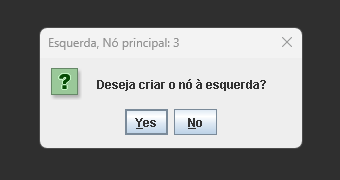 Esquerda, Nó principal: 3
?
Deseja criar o nó à esquerda?
Yes No